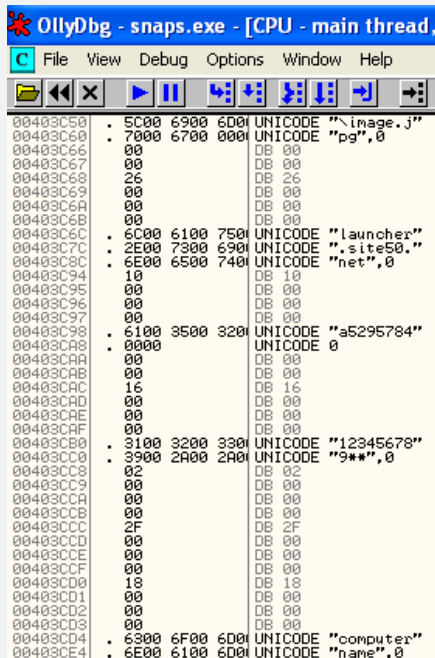 OllyDbg - snaps.exe - [CPU - main thread,
C File View Debug Options Window Help
00403C50 . 5C00 6900 6D0 UNICODE "\image.j"
00403C60 . 7000 6700 000 UNICODE "pg",0
00403C66 00 DB 00
00403C67 00 DB 00
00403C68 26 DB 26
00403C69 00 DB 00
00403C6A 00 DB 00
00403C6B 00 DB 00
00403C6C . 6C00 6100 750 UNICODE "launcher"
00403C7C . 2E00 7300 690 UNICODE ".site50."
00403C8C . 6E00 6500 740 UNICODE "net",0
00403C94 10 DB 10
00403C95 00 DB 00
00403C96 00 DB 00
00403C97 00 DB 00
00403C98 . 6100 3500 320 UNICODE "a5295784"
00403CA8 . 0000 UNICODE 0
00403CAA 00 DB 00
00403CAB 00 DB 00
00403CAC 16 DB 16
00403CAD 00 DB 00
00403CAE 00 DB 00
00403CAF 00 DB 00
00403CB0 . 3100 3200 330 UNICODE "12345678"
00403CC0 . 3900 2A00 2A0 UNICODE "9**",0
00403CC8 02 DB 02
00403CC9 00 DB 00
00403CCA 00 DB 00
00403CCB 00 DB 00
00403CCC 2F DB 2F
00403CCD 00 DB 00
00403CCE 00 DB 00
00403CCF 00 DB 00
00403CD0 18 DB 18
00403CD1 00 DB 00
00403CD2 00 DB 00
00403CD3 00 DB 00
00403CD4 . 6300 6F00 6D0 UNICODE "computer"
00403CE4 . 6E00 6100 6D0 UNICODE "name",0